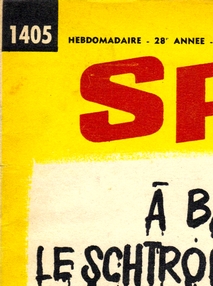 1405
HEBDOMADAIRE - 28e ANNEE -
SP
À B
LE SCHTRO